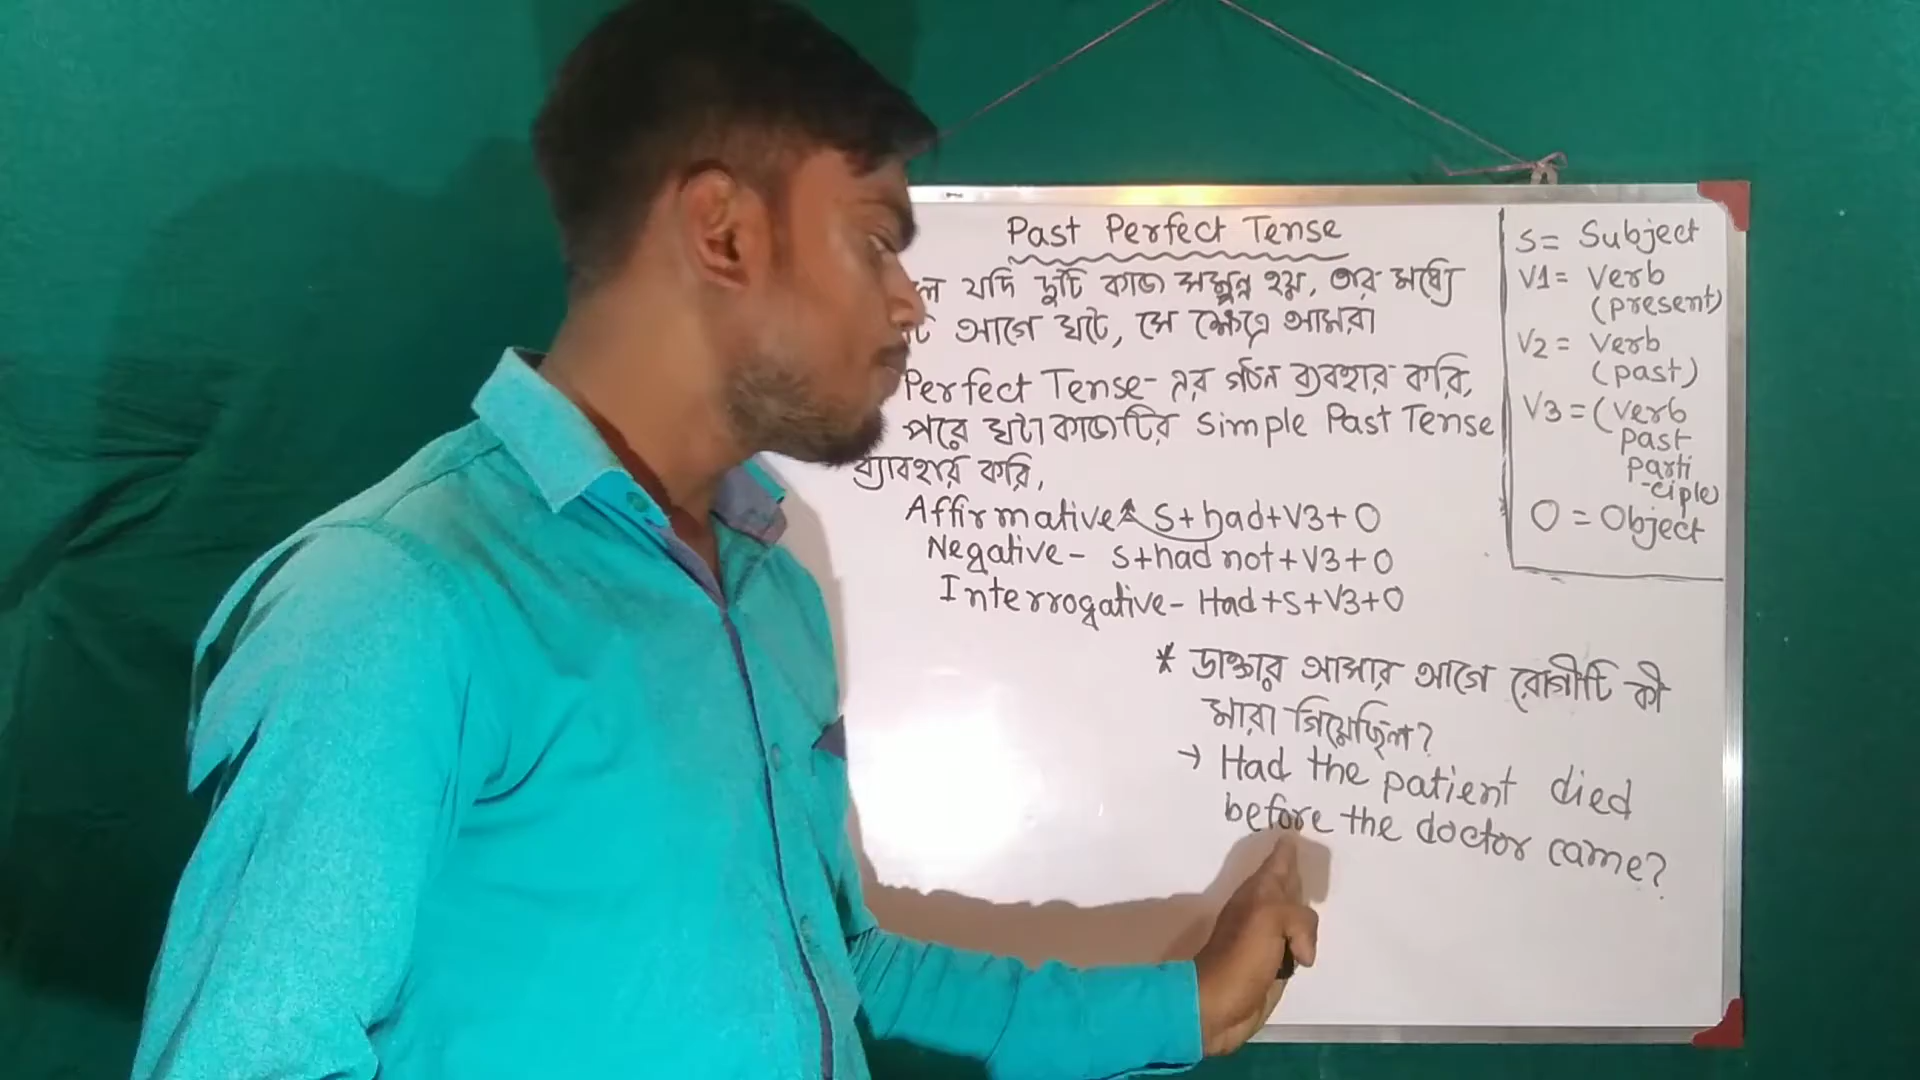 Past Perfect Tense
যদি দুটি কাজ সম্পন্ন হয়, তার মধ্যে
আগে ঘটে, সে ক্ষেত্রে আমরা
Perfect Tense- এর গঠন ব্যবহার করি,
পরে ঘটা কাজটির Simple Past Tense
ব্যাবহার করি,
Affirmative- S+had+V3+O
Negative- S+had not+V3+O
Interrogative- Had+S+V3+O
* ডাক্তার আসার আগে রোগীটি কী
মারা গিয়েছিল?
→ Had the patient died
before the doctor came?
S= Subject
V1= Verb
(present)
V2= Verb
(past)
V3=(Verb
past
parti
-ciple)
O = Object